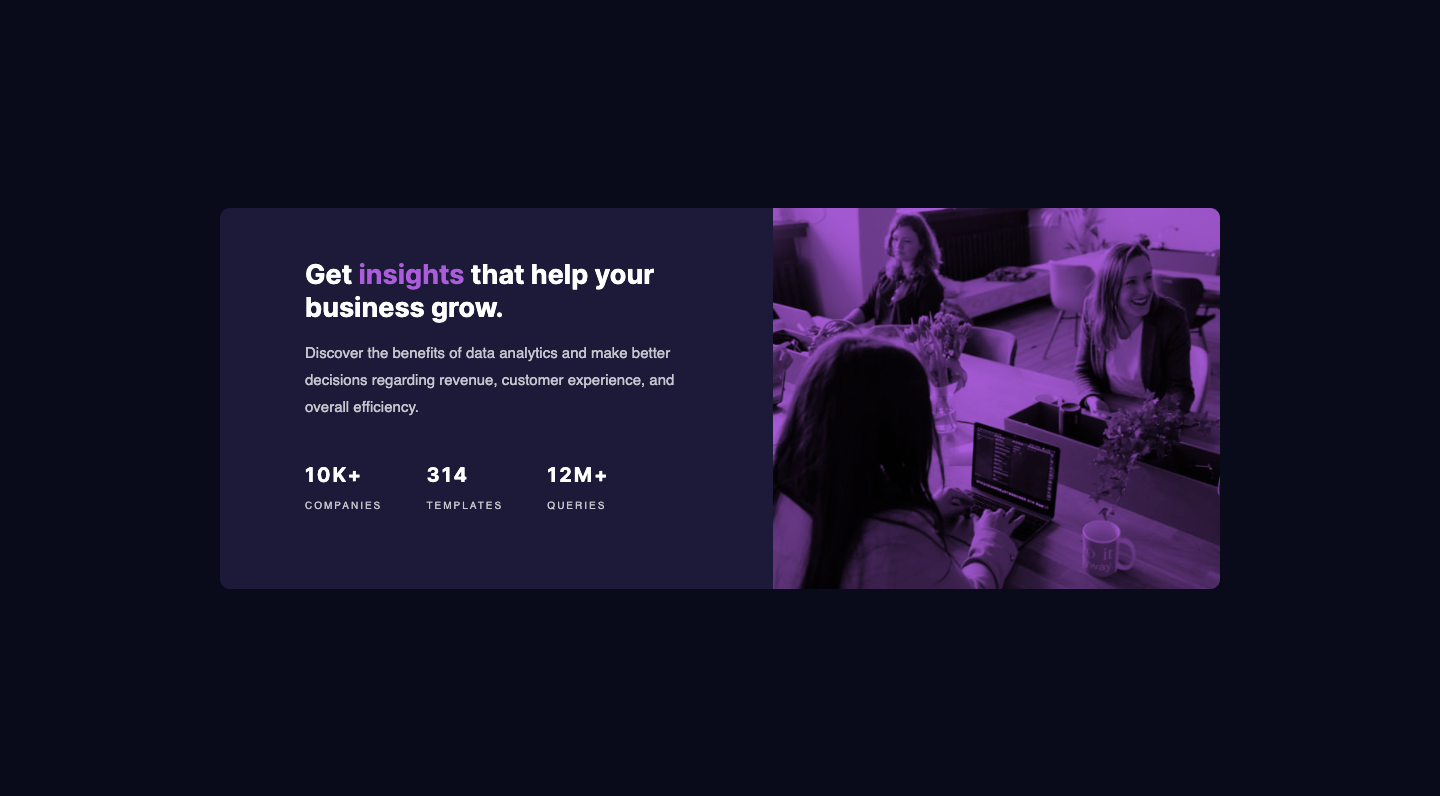 Get insights that help your
business grow.
Discover the benefits of data analytics and make better
decisions regarding revenue, customer experience, and
overall efficiency.
10K+ 314 12M+
COMPANIES TEMPLATES QUERIES